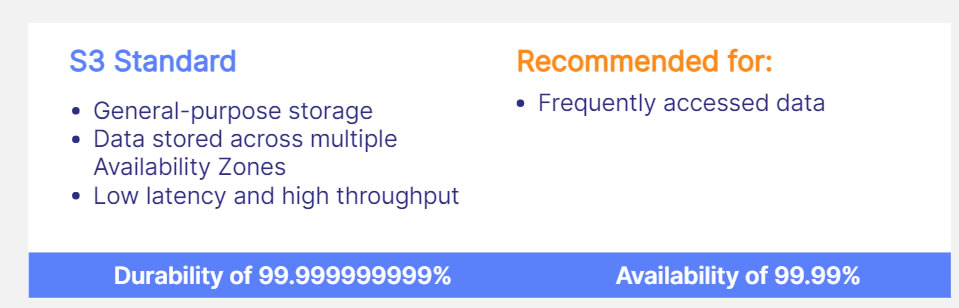 S3 Standard
• General-purpose storage
• Data stored across multiple
Availability Zones
• Low latency and high throughput
Recommended for:
• Frequently accessed data
Durability of 99.999999999%
Availability of 99.99%